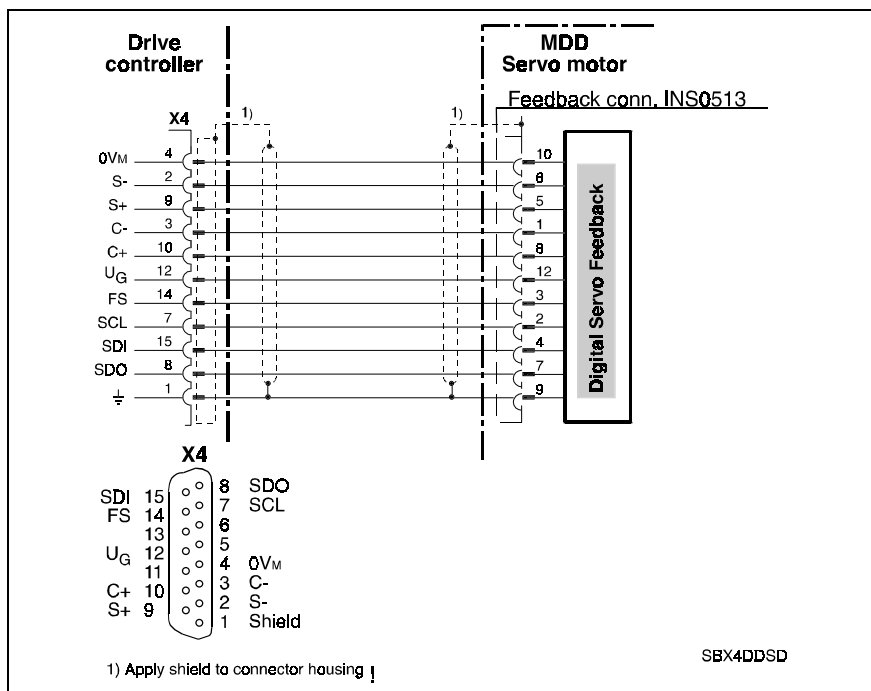 Drive controller
MDD Servo motor
Feedback conn. INS0513
X4
1)
1)
0VM 4 10
S- 2 6
S+ 9 5
C- 3 1
C+ 10 8
UG 12 12
FS 14 3
SCL 7 2
SDI 15 4
SDO 8 7
⏚ 1 9
Digital Servo Feedback
X4
8 SDO
SDI 15
7 SCL
FS 14
6
13
5
UG 12
4 0VM
11
3 C-
C+ 10
2 S-
S+ 9
1 Shield
1) Apply shield to connector housing !
SBX4DDSD